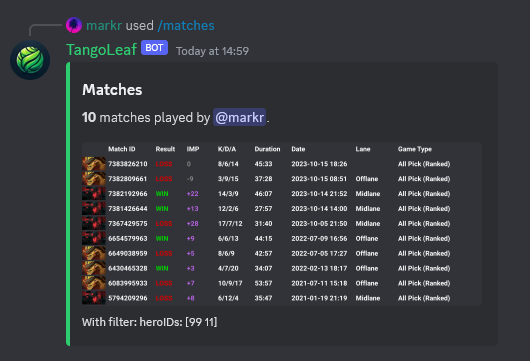 markr used /matches
TangoLeaf BOT Today at 14:59
Matches
10 matches played by @markr.
Match ID Result IMP K/D/A Duration Date Lane Game Type
7383826210 LOSS 0 8/6/14 45:33 2023-10-15 18:26 All Pick (Ranked)
7382809661 LOSS -9 3/9/15 37:28 2023-10-15 08:51 Offlane All Pick (Ranked)
7382192966 WIN +22 14/3/9 46:07 2023-10-14 21:52 Midlane All Pick (Ranked)
7381426644 WIN +13 12/2/6 27:57 2023-10-14 14:00 Midlane All Pick (Ranked)
7367429575 LOSS +28 17/7/12 31:40 2023-10-05 21:50 Midlane All Pick (Ranked)
6654579963 WIN +9 6/6/13 44:15 2022-07-09 16:56 Offlane All Pick (Ranked)
6649038959 LOSS +5 8/6/9 42:57 2022-07-05 17:27 Offlane All Pick (Ranked)
6430465328 WIN +3 4/7/20 34:07 2022-02-13 18:17 Offlane All Pick (Ranked)
6083995933 LOSS +7 10/9/17 53:57 2021-07-11 15:18 Offlane All Pick (Ranked)
5794209296 LOSS +8 6/12/4 35:47 2021-01-19 21:19 Midlane All Pick (Ranked)
With filter: heroIDs: [99 11]